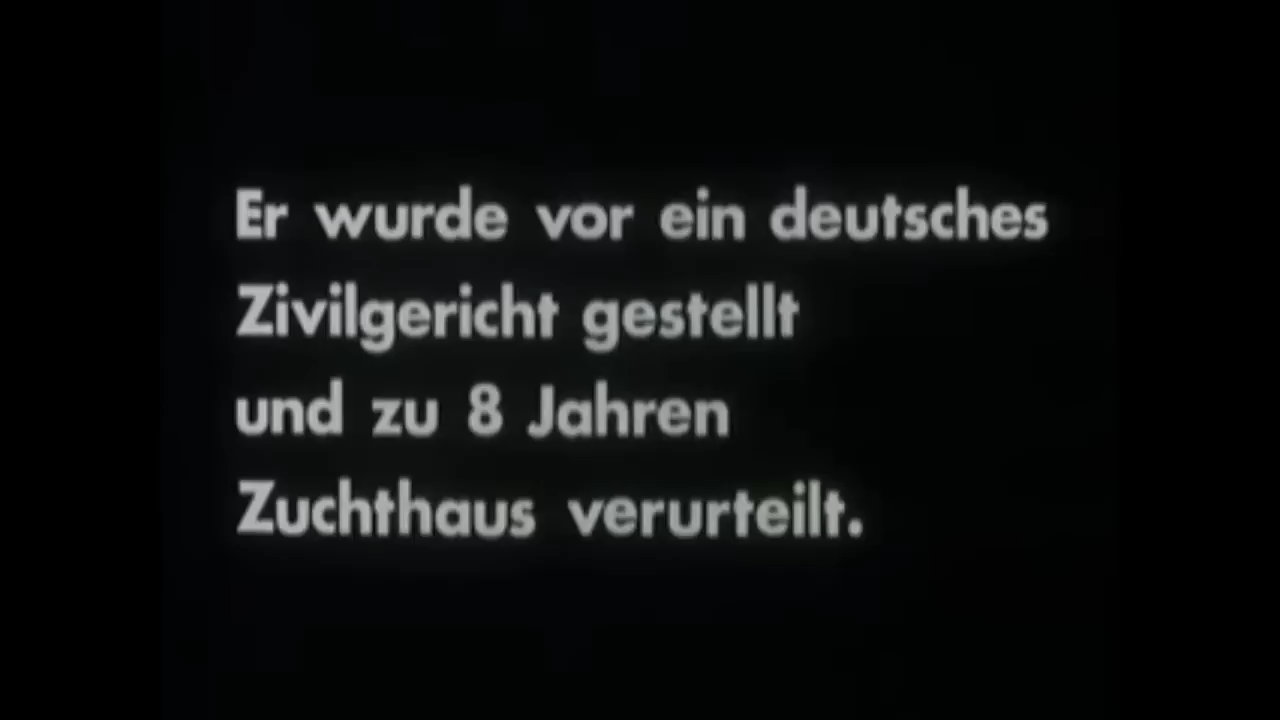 Er wurde vor ein deutsches
Zivilgericht gestellt
und zu 8 Jahren
Zuchthaus verurteilt.